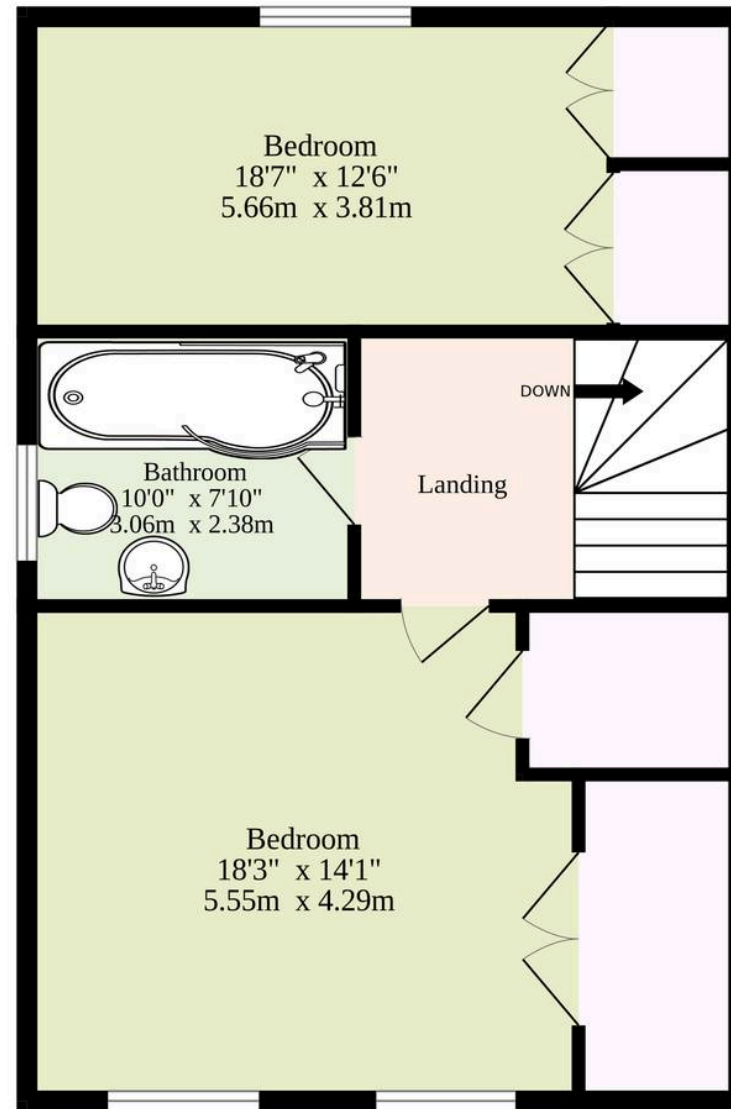 Bedroom
18'7" x 12'6"
5.66m x 3.81m
DOWN
Bathroom
10'0" x 7'10"
3.06m x 2.38m
Landing
Bedroom
18'3" x 14'1"
5.55m x 4.29m